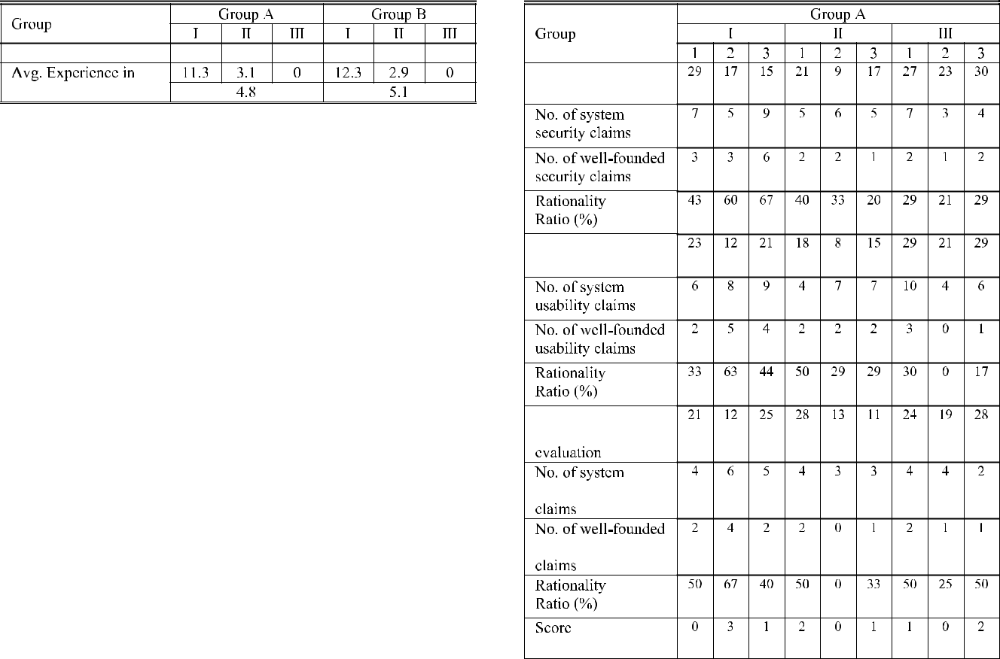 Group
Group A Group B
I II III I II III
Avg. Experience in 11.3 3.1 0 12.3 2.9 0
4.8 5.1
Group
Group A
I II III
1 2 3 1 2 3 1 2 3
29 17 15 21 9 17 27 23 30
No. of system 7 5 9 5 6 5 7 3 4
security claims
No. of well-founded 3 3 6 2 2 1 2 1 2
security claims
Rationality 43 60 67 40 33 20 29 21 29
Ratio (%)
23 12 21 18 8 15 29 21 29
No. of system 6 8 9 4 7 7 10 4 6
usability claims
No. of well-founded 2 5 4 2 2 2 3 0 1
usability claims
Rationality 33 63 44 50 29 29 30 0 17
Ratio (%)
21 12 25 28 13 11 24 19 28
evaluation
No. of system 4 6 5 4 3 3 4 4 2
claims
No. of well-founded 2 4 2 2 0 1 2 1 1
claims
Rationality 50 67 40 50 0 33 50 25 50
Ratio (%)
Score 0 3 1 2 0 1 1 0 2